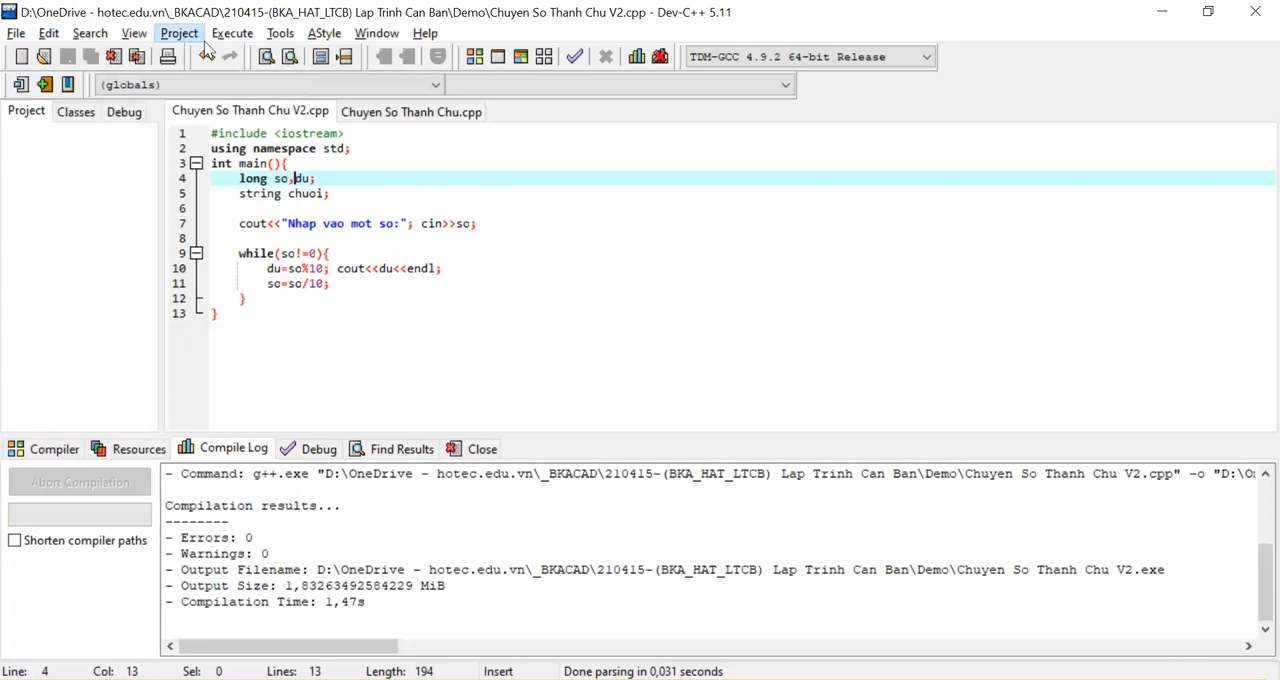 D:\OneDrive - hotec.edu.vn\_BKACAD\210415-(BKA_HAT_LTCB) Lap Trinh Can Ban\Demo\Chuyen So Thanh Chu V2.cpp - Dev-C++ 5.11
File Edit Search View Project Execute Tools AStyle Window Help
TDM-GCC 4.9.2 64-bit Release
(globals)
Project Classes Debug
Chuyen So Thanh Chu V2.cpp Chuyen So Thanh Chu.cpp
1 #include <iostream>
2 using namespace std;
3 int main(){
4 long so,du;
5 string chuoi;
6
7 cout<<"Nhap vao mot so:"; cin>>so;
8
9 while(so!=0){
10 du=so%10; cout<<du<<endl;
11 so=so/10;
12 }
13 }
Compiler Resources Compile Log Debug Find Results Close
Abort Compilation
Shorten compiler paths
- Command: g++.exe "D:\OneDrive - hotec.edu.vn\_BKACAD\210415-(BKA_HAT_LTCB) Lap Trinh Can Ban\Demo\Chuyen So Thanh Chu V2.cpp" -o "D:\O
Compilation results...
--------
- Errors: 0
- Warnings: 0
- Output Filename: D:\OneDrive - hotec.edu.vn\_BKACAD\210415-(BKA_HAT_LTCB) Lap Trinh Can Ban\Demo\Chuyen So Thanh Chu V2.exe
- Output Size: 1,83263492584229 MiB
- Compilation Time: 1,47s
Line: 4 Col: 13 Sel: 0 Lines: 13 Length: 194 Insert Done parsing in 0,031 seconds